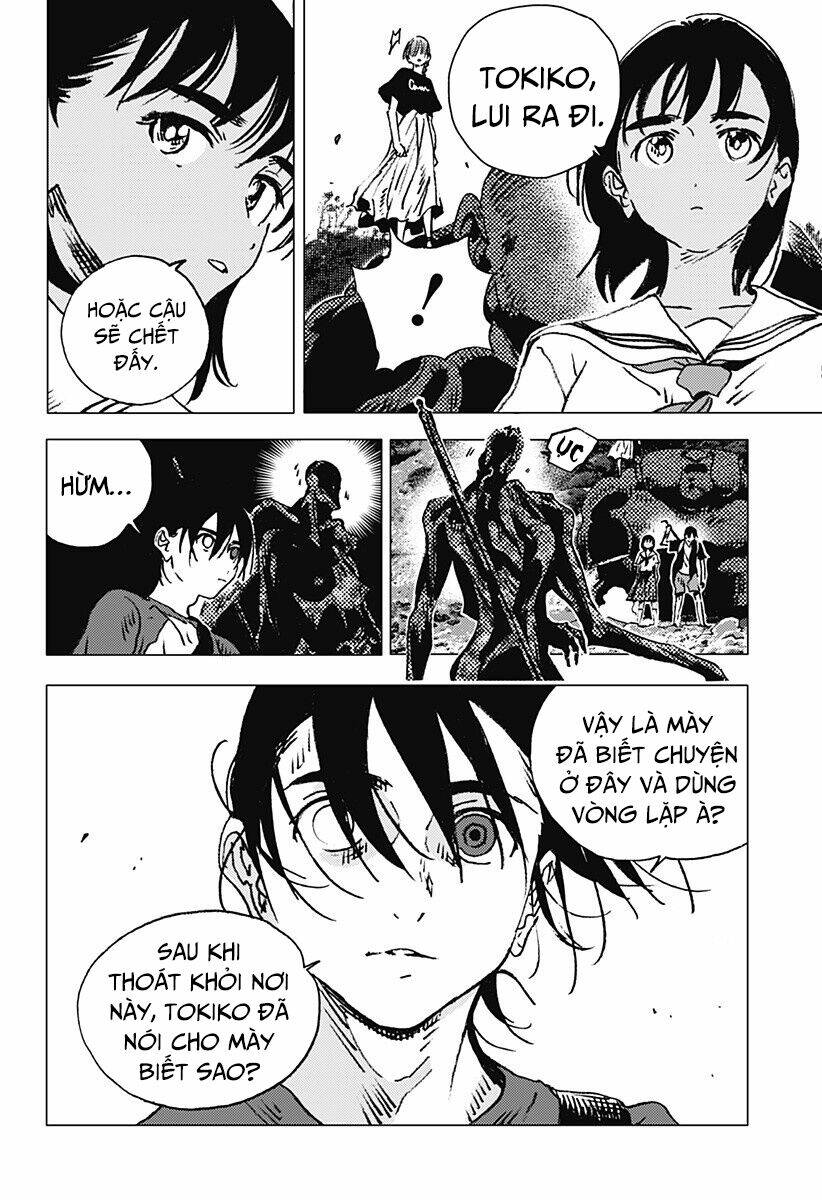 TOKIKO,
LUI RA ĐI.
!
HOẶC CẬU
SẼ CHẾT
ĐẤY.
ỰC
HỪM...
VẬY LÀ MÀY
ĐÃ BIẾT CHUYỆN
Ở ĐÂY VÀ DÙNG
VÒNG LẶP À?
SAU KHI
THOÁT KHỎI NƠI
NÀY, TOKIKO ĐÃ
NÓI CHO MÀY
BIẾT SAO?